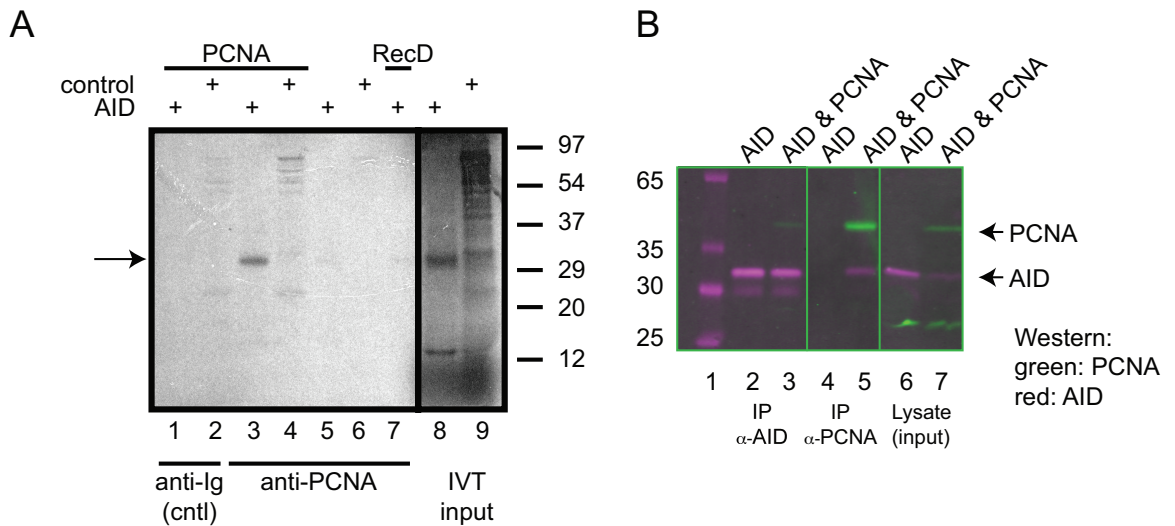 A
PCNA RecD
control + + + +
AID + + + + +
97
54
37
29
20
12
1 2 3 4 5 6 7 8 9
anti-Ig (cntl)
anti-PCNA
IVT input
B
AID
AID & PCNA
AID
AID & PCNA
AID
AID & PCNA
65
35
30
25
PCNA
AID
1 2 3 4 5 6 7
IP
α-AID
IP
α-PCNA
Lysate
(input)
Western:
green: PCNA
red: AID